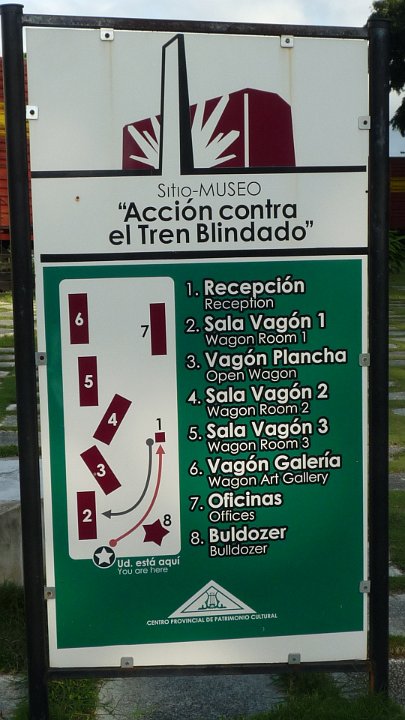 Sitio-MUSEO
"Acción contra
el Tren Blindado"
1. Recepción
Reception
2. Sala Vagón 1
Wagon Room 1
3. Vagón Plancha
Open Wagon
4. Sala Vagón 2
Wagon Room 2
5. Sala Vagón 3
Wagon Room 3
6. Vagón Galería
Wagon Art Gallery
7. Oficinas
Offices
8. Buldozer
Bulldozer
6
7
5
4
1
3
2
8
Ud. está aquí
You are here
CENTRO PROVINCIAL DE PATRIMONIO CULTURAL